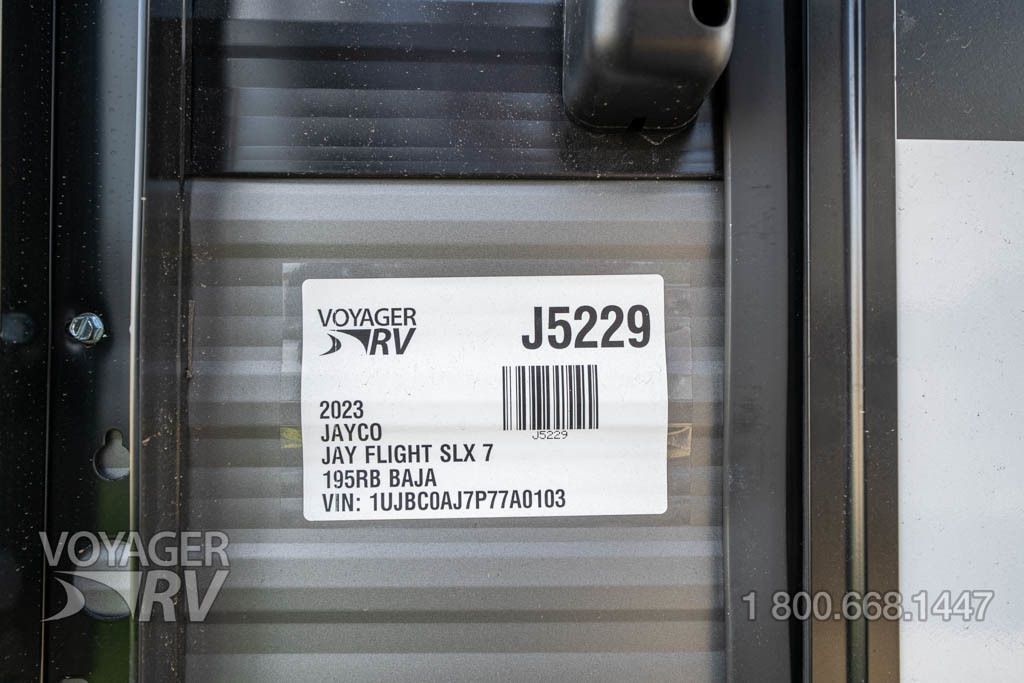 VOYAGER
RV
J5229
J5229
2023
JAYCO
JAY FLIGHT SLX 7
195RB BAJA
VIN: 1UJBC0AJ7P77A0103
VOYAGER
RV
1 800.668.1447